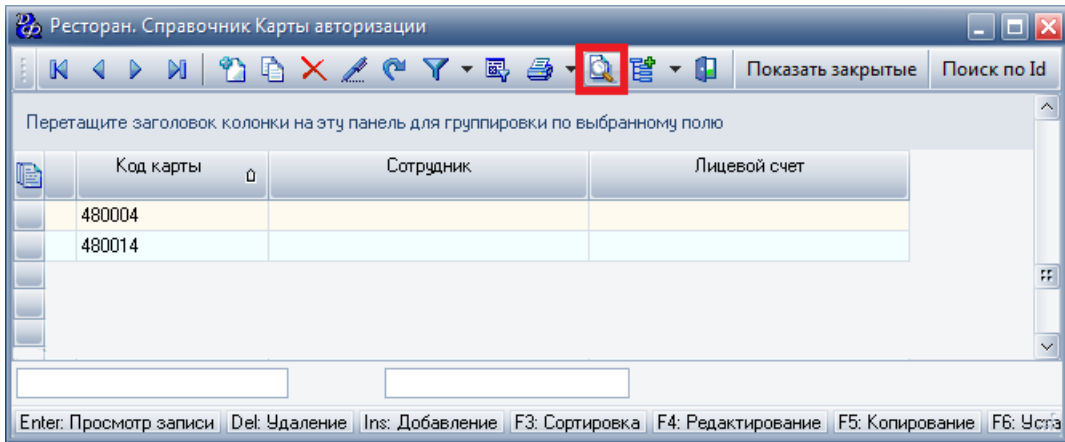 Ресторан. Справочник Карты авторизации
Показать закрытые Поиск по Id
Перетащите заголовок колонки на эту панель для группировки по выбранному полю
Код карты Сотрудник Лицевой счет
480004
480014
Enter: Просмотр записи Del: Удаление Ins: Добавление F3: Сортировка F4: Редактирование F5: Копирование F6: Уста